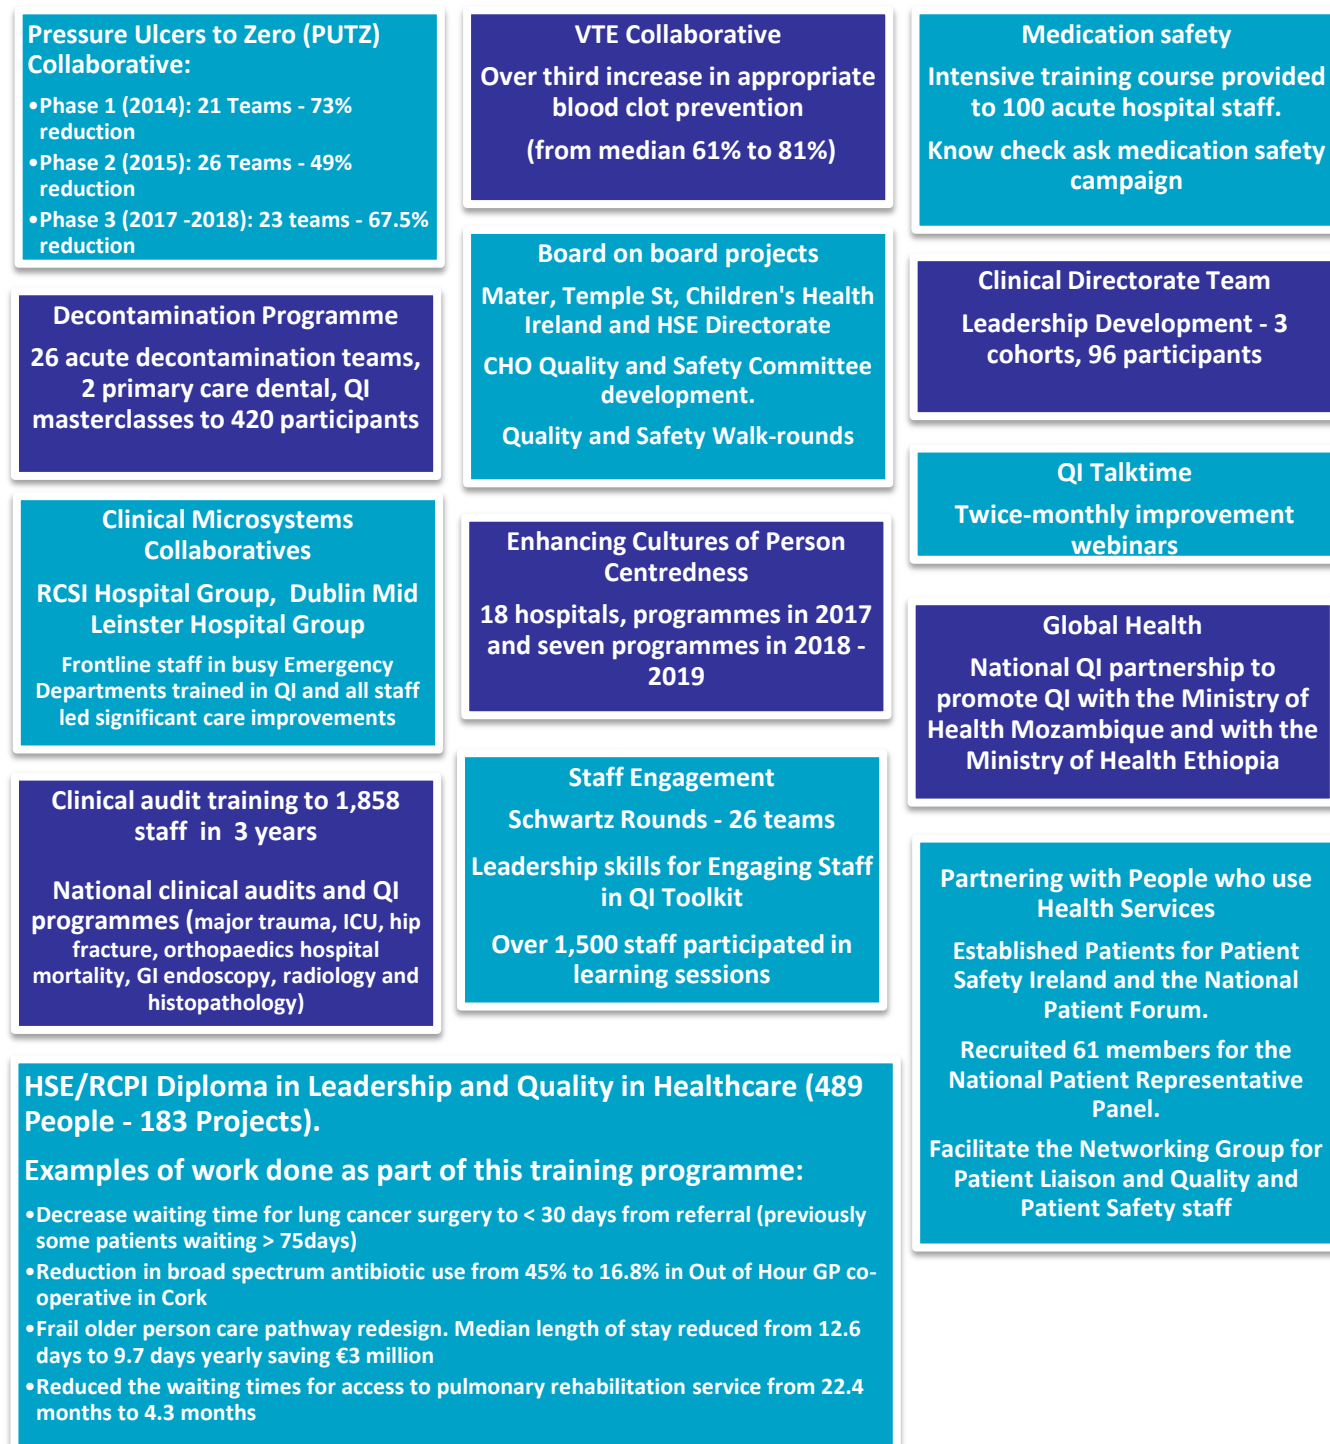 Pressure Ulcers to Zero (PUTZ)
Collaborative:
•Phase 1 (2014): 21 Teams - 73%
reduction
•Phase 2 (2015): 26 Teams - 49%
reduction
•Phase 3 (2017 -2018): 23 teams - 67.5%
reduction
Decontamination Programme
26 acute decontamination teams,
2 primary care dental, QI
masterclasses to 420 participants
Clinical Microsystems
Collaboratives
RCSI Hospital Group, Dublin Mid
Leinster Hospital Group
Frontline staff in busy Emergency
Departments trained in QI and all staff
led significant care improvements
Clinical audit training to 1,858
staff in 3 years
National clinical audits and QI
programmes (major trauma, ICU, hip
fracture, orthopaedics hospital
mortality, GI endoscopy, radiology and
histopathology)
VTE Collaborative
Over third increase in appropriate
blood clot prevention
(from median 61% to 81%)
Board on board projects
Mater, Temple St, Children's Health
Ireland and HSE Directorate
CHO Quality and Safety Committee
development.
Quality and Safety Walk-rounds
Enhancing Cultures of Person
Centredness
18 hospitals, programmes in 2017
and seven programmes in 2018 -
2019
Staff Engagement
Schwartz Rounds - 26 teams
Leadership skills for Engaging Staff
in QI Toolkit
Over 1,500 staff participated in
learning sessions
Medication safety
Intensive training course provided
to 100 acute hospital staff.
Know check ask medication safety
campaign
Clinical Directorate Team
Leadership Development - 3
cohorts, 96 participants
QI Talktime
Twice-monthly improvement
webinars
Global Health
National QI partnership to
promote QI with the Ministry of
Health Mozambique and with the
Ministry of Health Ethiopia
Partnering with People who use
Health Services
Established Patients for Patient
Safety Ireland and the National
Patient Forum.
Recruited 61 members for the
National Patient Representative
Panel.
Facilitate the Networking Group for
Patient Liaison and Quality and
Patient Safety staff
HSE/RCPI Diploma in Leadership and Quality in Healthcare (489
People - 183 Projects).
Examples of work done as part of this training programme:
•Decrease waiting time for lung cancer surgery to < 30 days from referral (previously
some patients waiting > 75days)
•Reduction in broad spectrum antibiotic use from 45% to 16.8% in Out of Hour GP co-
operative in Cork
•Frail older person care pathway redesign. Median length of stay reduced from 12.6
days to 9.7 days yearly saving €3 million
•Reduced the waiting times for access to pulmonary rehabilitation service from 22.4
months to 4.3 months